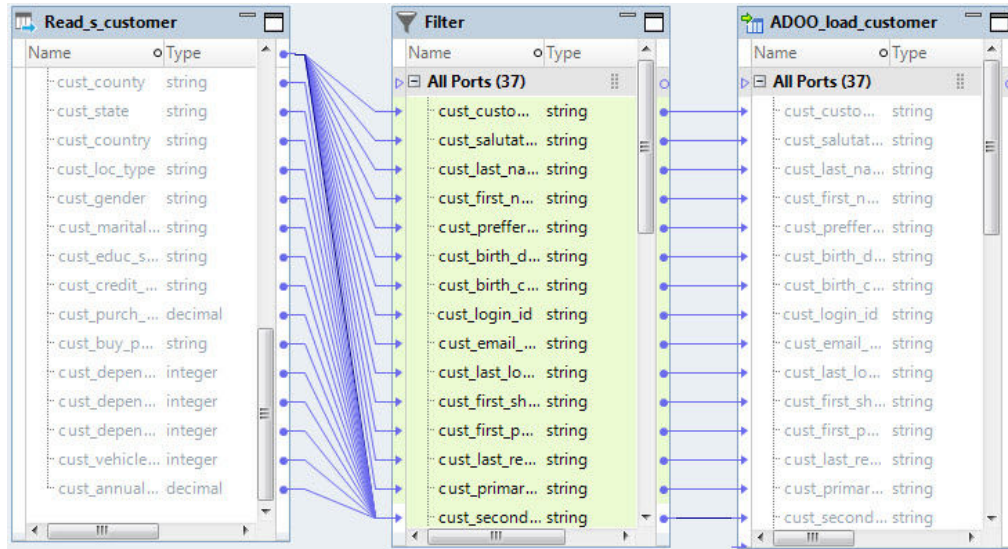 Read_s_customer
Name Type
cust_county string
cust_state string
cust_country string
cust_loc_type string
cust_gender string
cust_marital... string
cust_educ_s... string
cust_credit_... string
cust_purch_... decimal
cust_buy_p... string
cust_depen... integer
cust_depen... integer
cust_depen... integer
cust_vehicle... integer
cust_annual... decimal
Filter
Name Type
All Ports (37)
cust_custo... string
cust_salutat... string
cust_last_na... string
cust_first_n... string
cust_preffer... string
cust_birth_d... string
cust_birth_c... string
cust_login_id string
cust_email_... string
cust_last_lo... string
cust_first_sh... string
cust_first_p... string
cust_last_re... string
cust_primar... string
cust_second... string
ADOO_load_customer
Name Type
All Ports (37)
cust_custo... string
cust_salutat... string
cust_last_na... string
cust_first_n... string
cust_preffer... string
cust_birth_d... string
cust_birth_c... string
cust_login_id string
cust_email_... string
cust_last_lo... string
cust_first_sh... string
cust_first_p... string
cust_last_re... string
cust_primar... string
cust_second... string